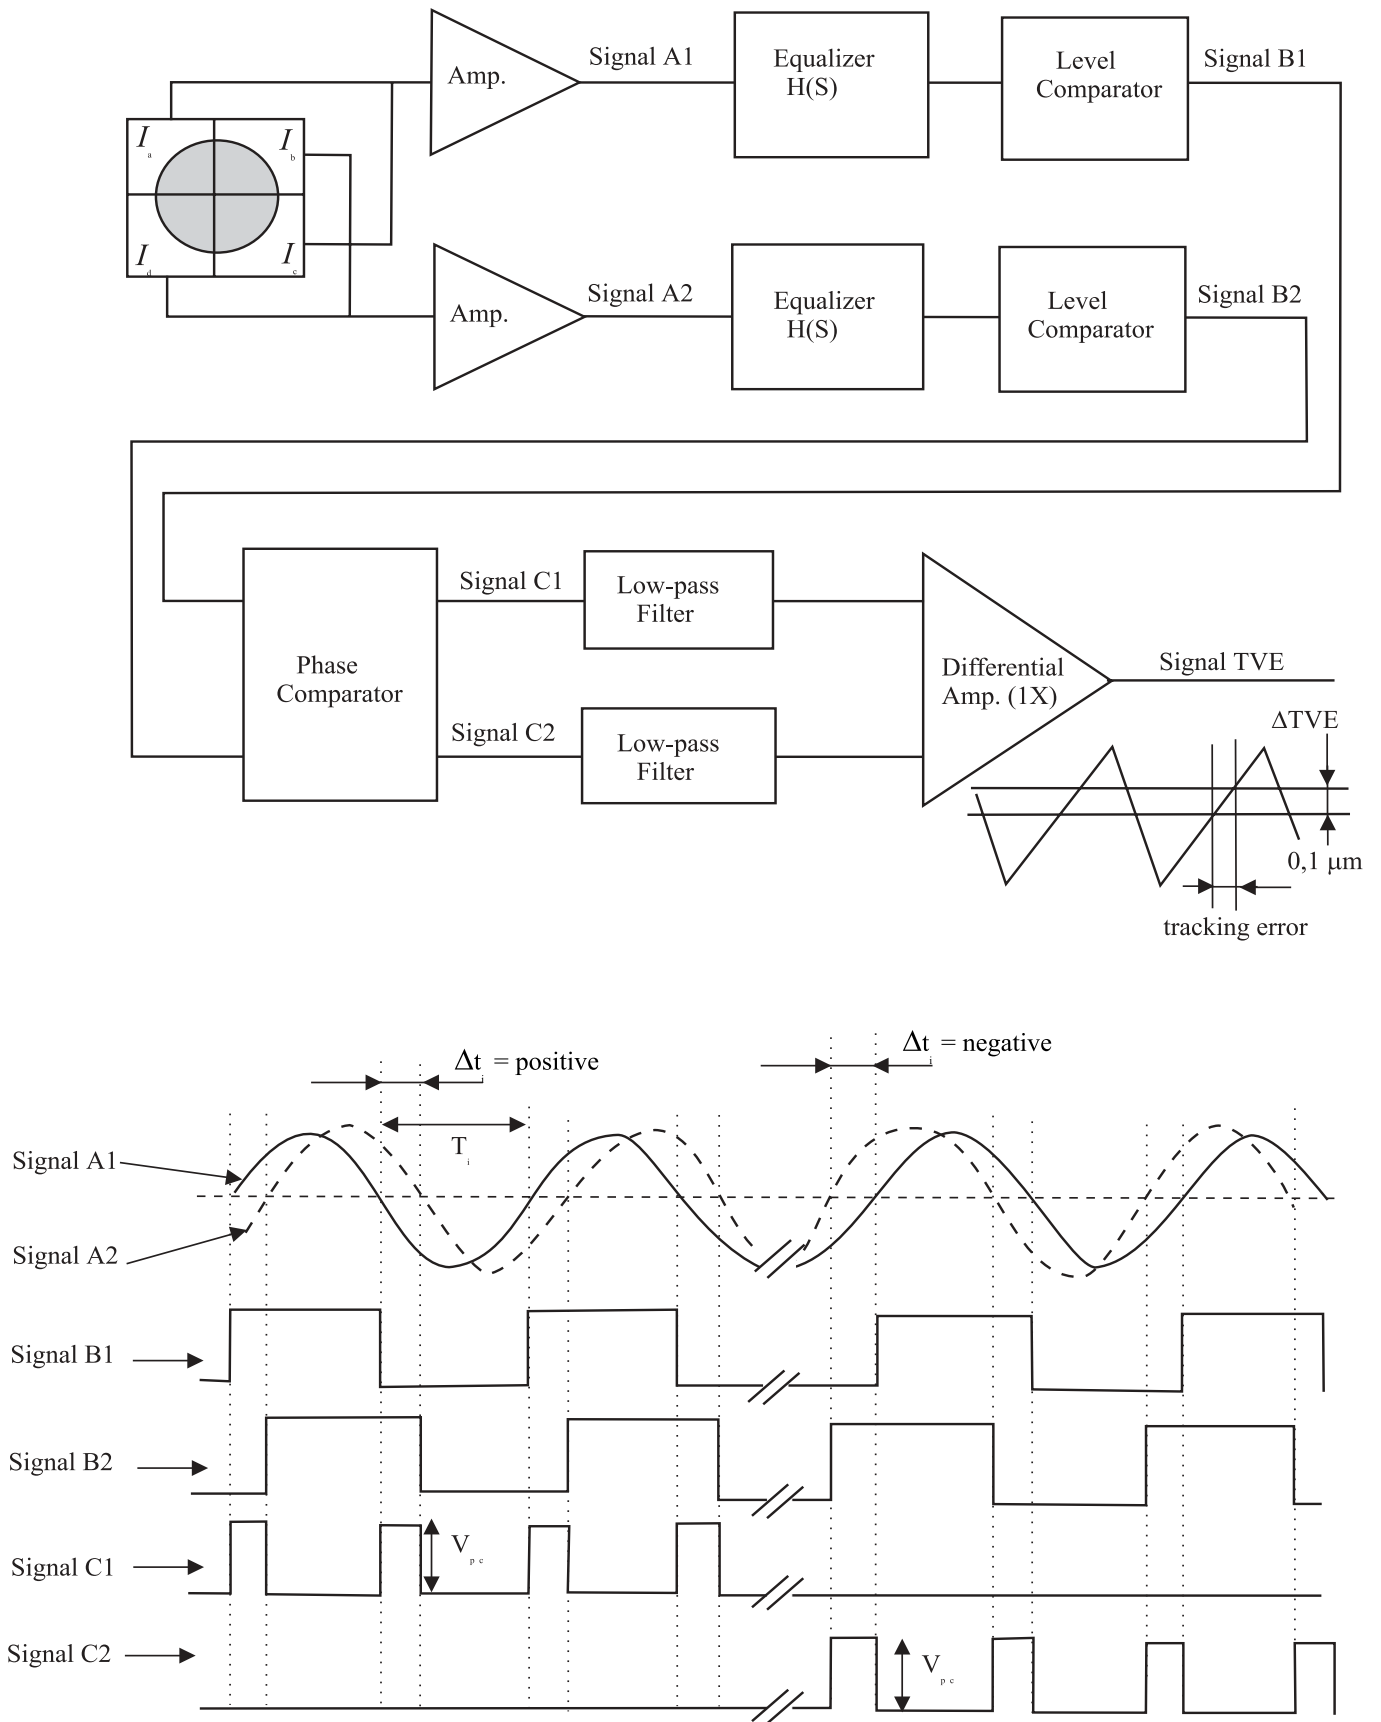 Signal A1
Equalizer
H(S)
Level
Comparator
Signal B1
Amp.
I a
I b
I d
I c
Signal A2
Equalizer
H(S)
Level
Comparator
Signal B2
Amp.
Signal C1
Low-pass
Filter
Phase
Comparator
Differential
Amp. (1X)
Signal TVE
Signal C2
Low-pass
Filter
ΔTVE
0,1 μm
tracking error
Δt i = positive
Δt i = negative
T i
Signal A1
Signal A2
Signal B1
Signal B2
Signal C1
V p c
Signal C2
V p c